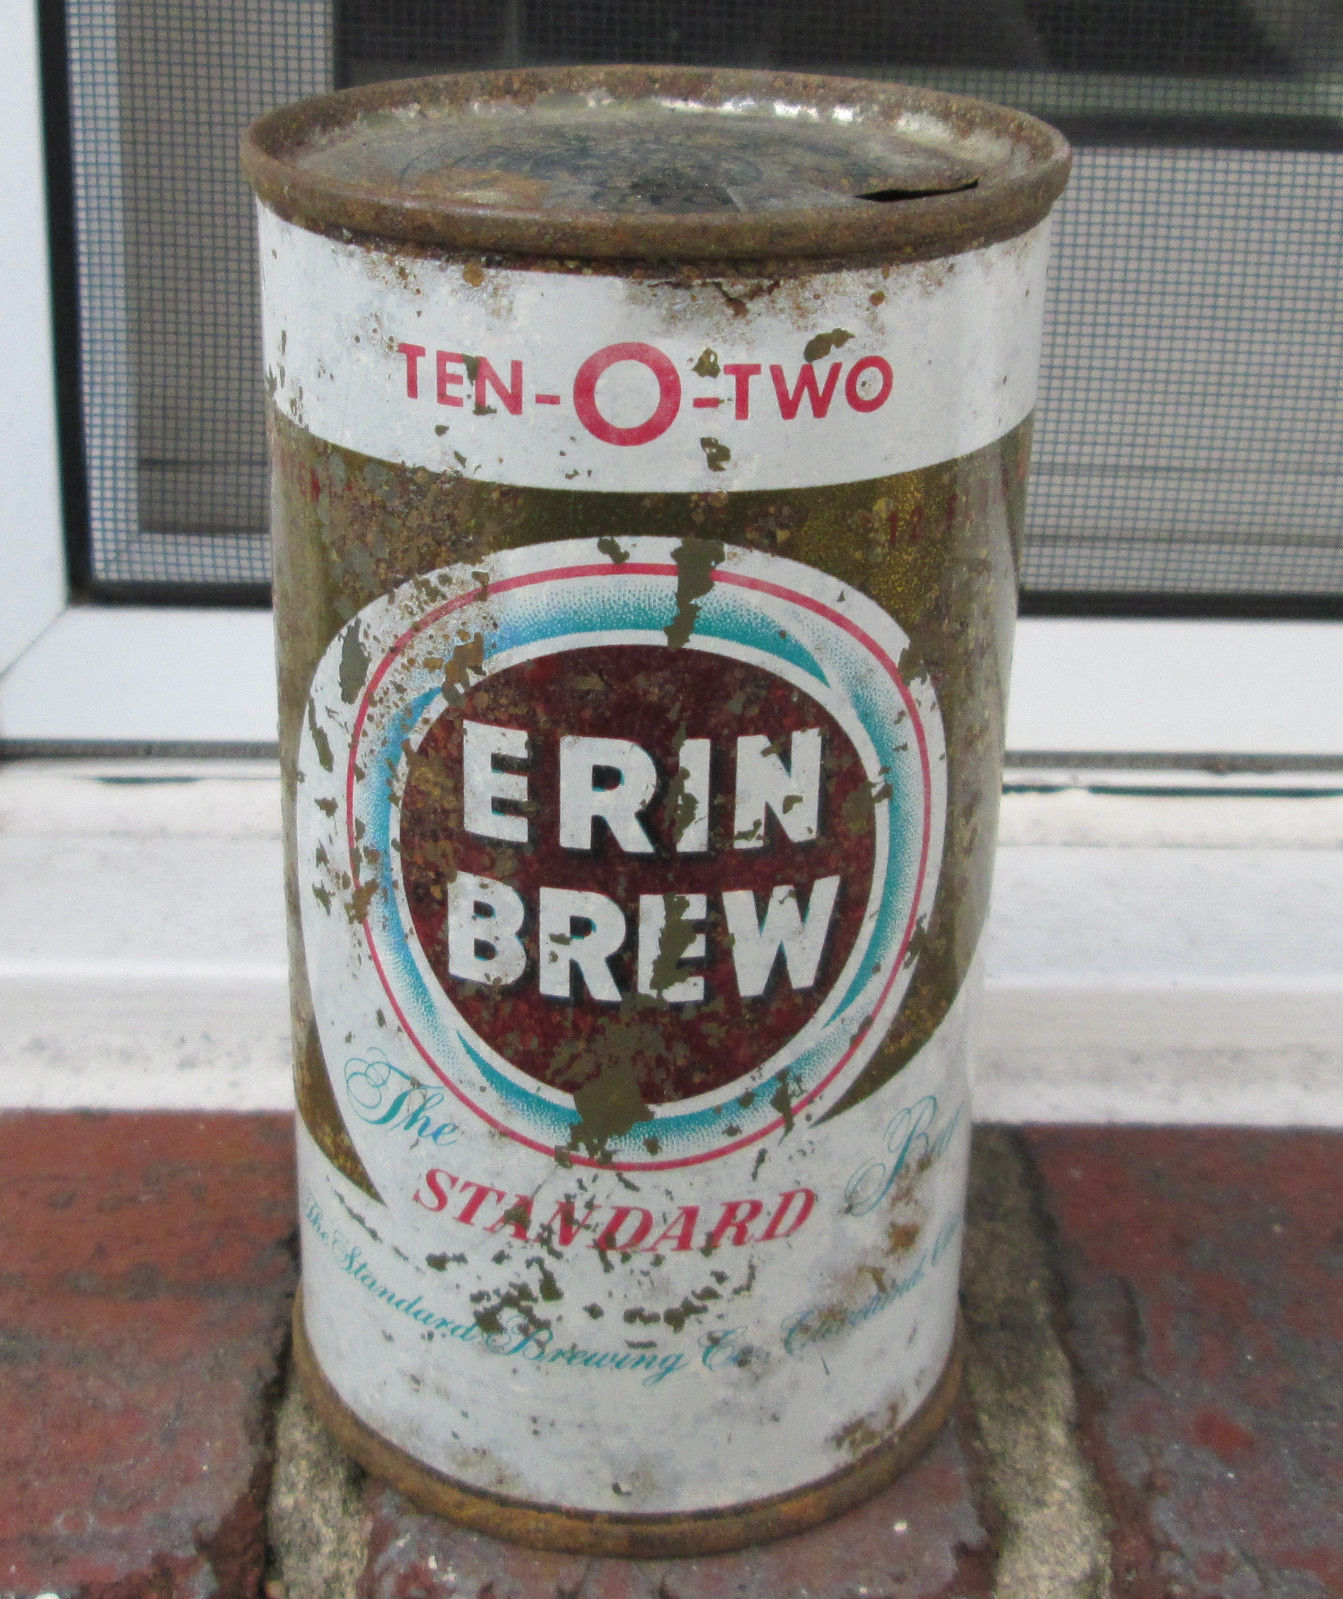 TEN-O-TWO
ERIN
BREW
The
STANDARD
The Standard Brewing Co.